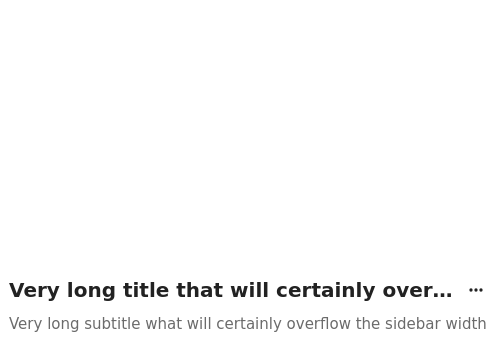 Very long title that will certainly over…
Very long subtitle what will certainly overflow the sidebar width